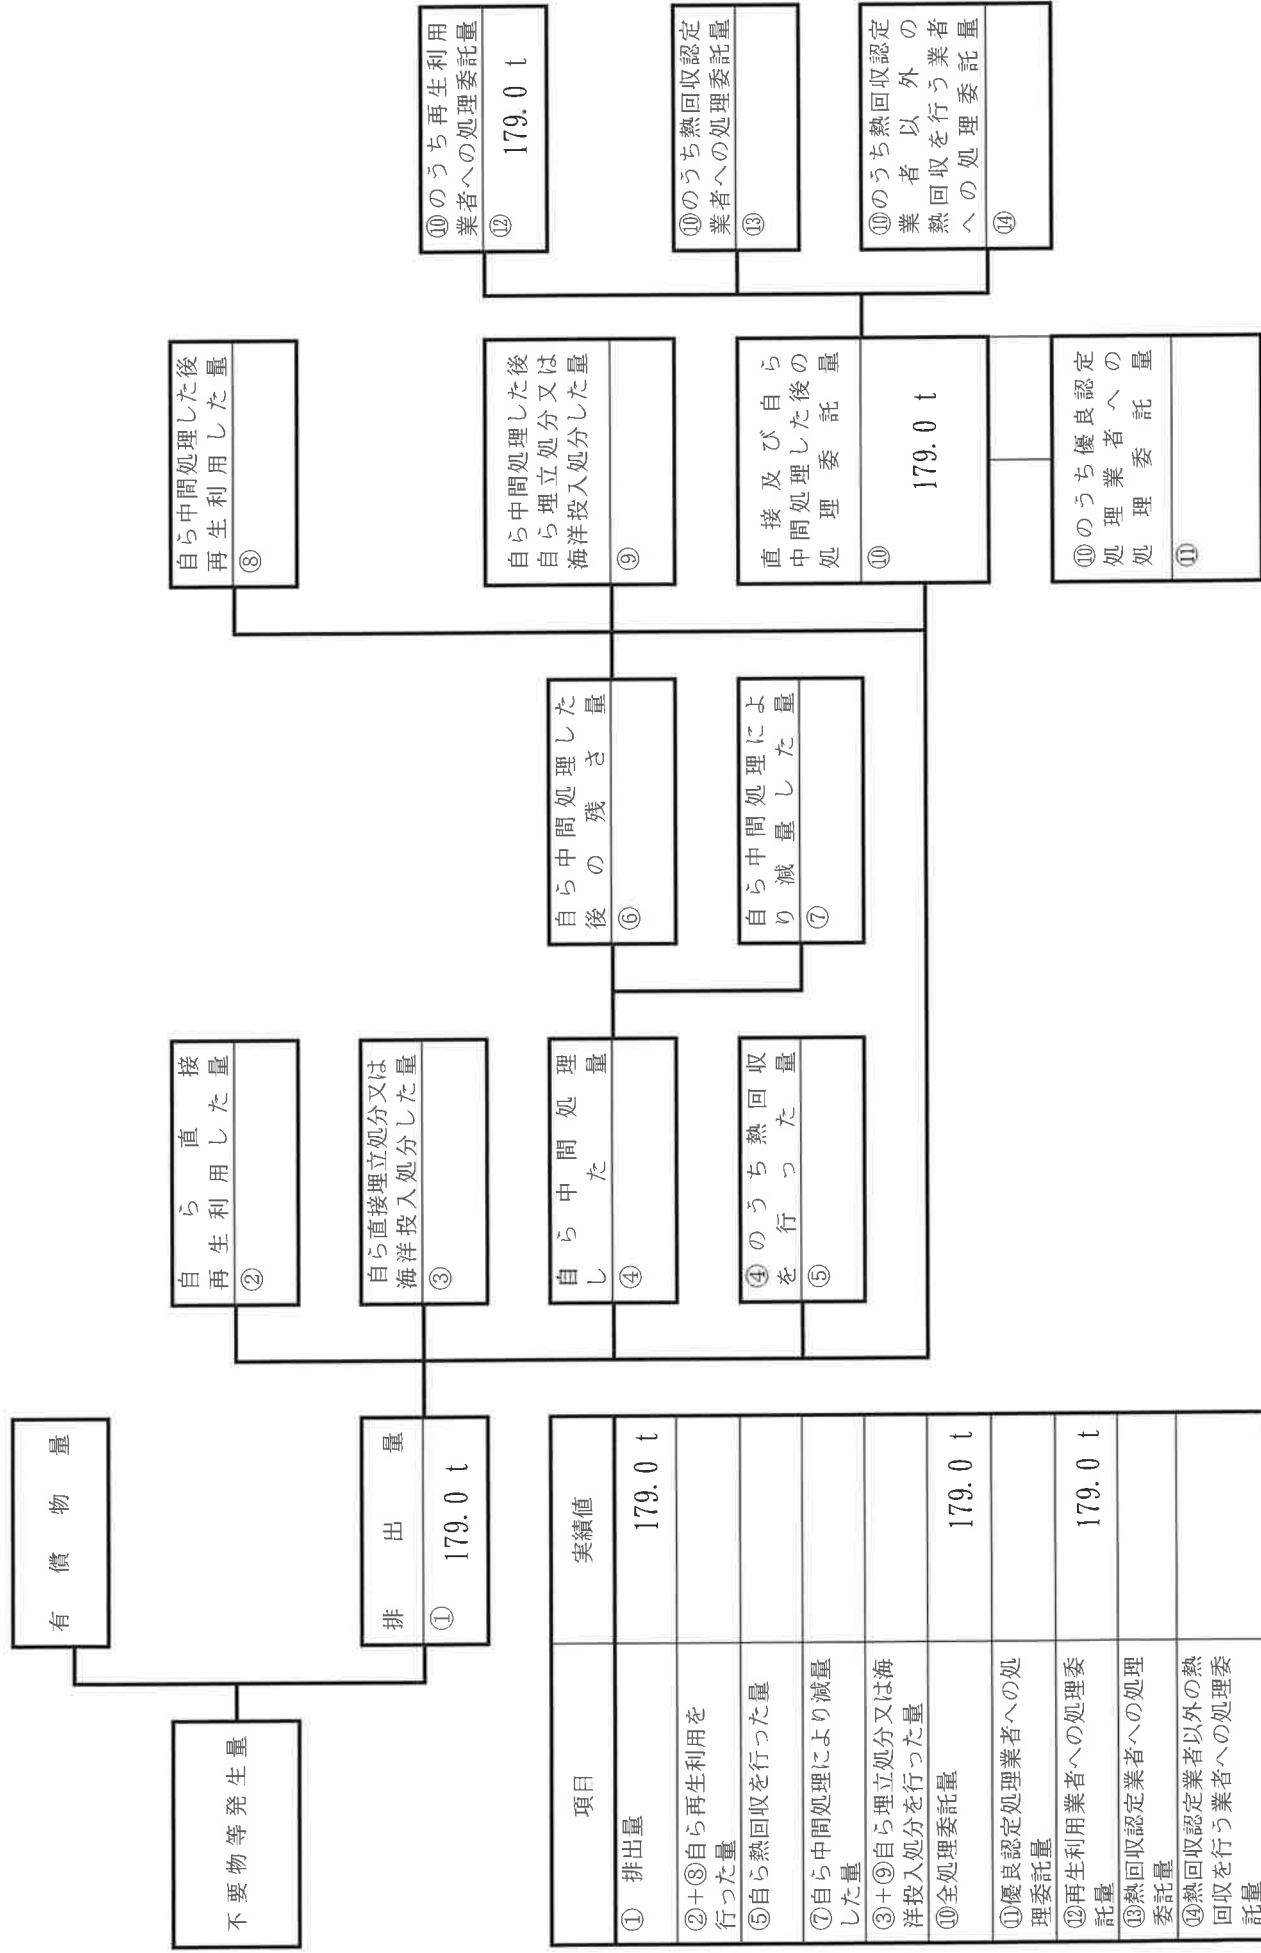 有償物量
不要物等発生量
排出量
① 179.0 t
自ら直接
再生利用した量
②
自ら直接埋立処分又は
海洋投入処分した量
③
自ら中間処理
した量
④
④のうち熱回収
を行った量
⑤
自ら中間処理した
後の残さ量
⑥
自ら中間処理によ
り減量した量
⑦
自ら中間処理した後
再生利用した量
⑧
自ら中間処理した後
自ら埋立処分又は
海洋投入処分した量
⑨
直接及び自ら
中間処理した後の
処理委託量
⑩
179.0 t
⑩のうち優良認定
処理業者への
処理委託量
⑪
⑩のうち再生利用
業者への処理委託量
⑫
179.0 t
⑩のうち熱回収認定
業者への処理委託量
⑬
⑩のうち熱回収認定
業者以外の
熱回収を行う業者
への処理委託量
⑭
項目 実績値
① 排出量 179.0 t
②+⑧自ら再生利用を
行った量
⑤自ら熱回収を行った量
⑦自ら中間処理により減量
した量
③+⑨自ら埋立処分又は海
洋投入処分を行った量
⑩全処理委託量 179.0 t
⑪優良認定処理業者への処
理委託量
⑫再生利用業者への処理委
託量 179.0 t
⑬熱回収認定業者への処理
委託量
⑭熱回収認定業者以外の熱
回収を行う業者への処理委
託量